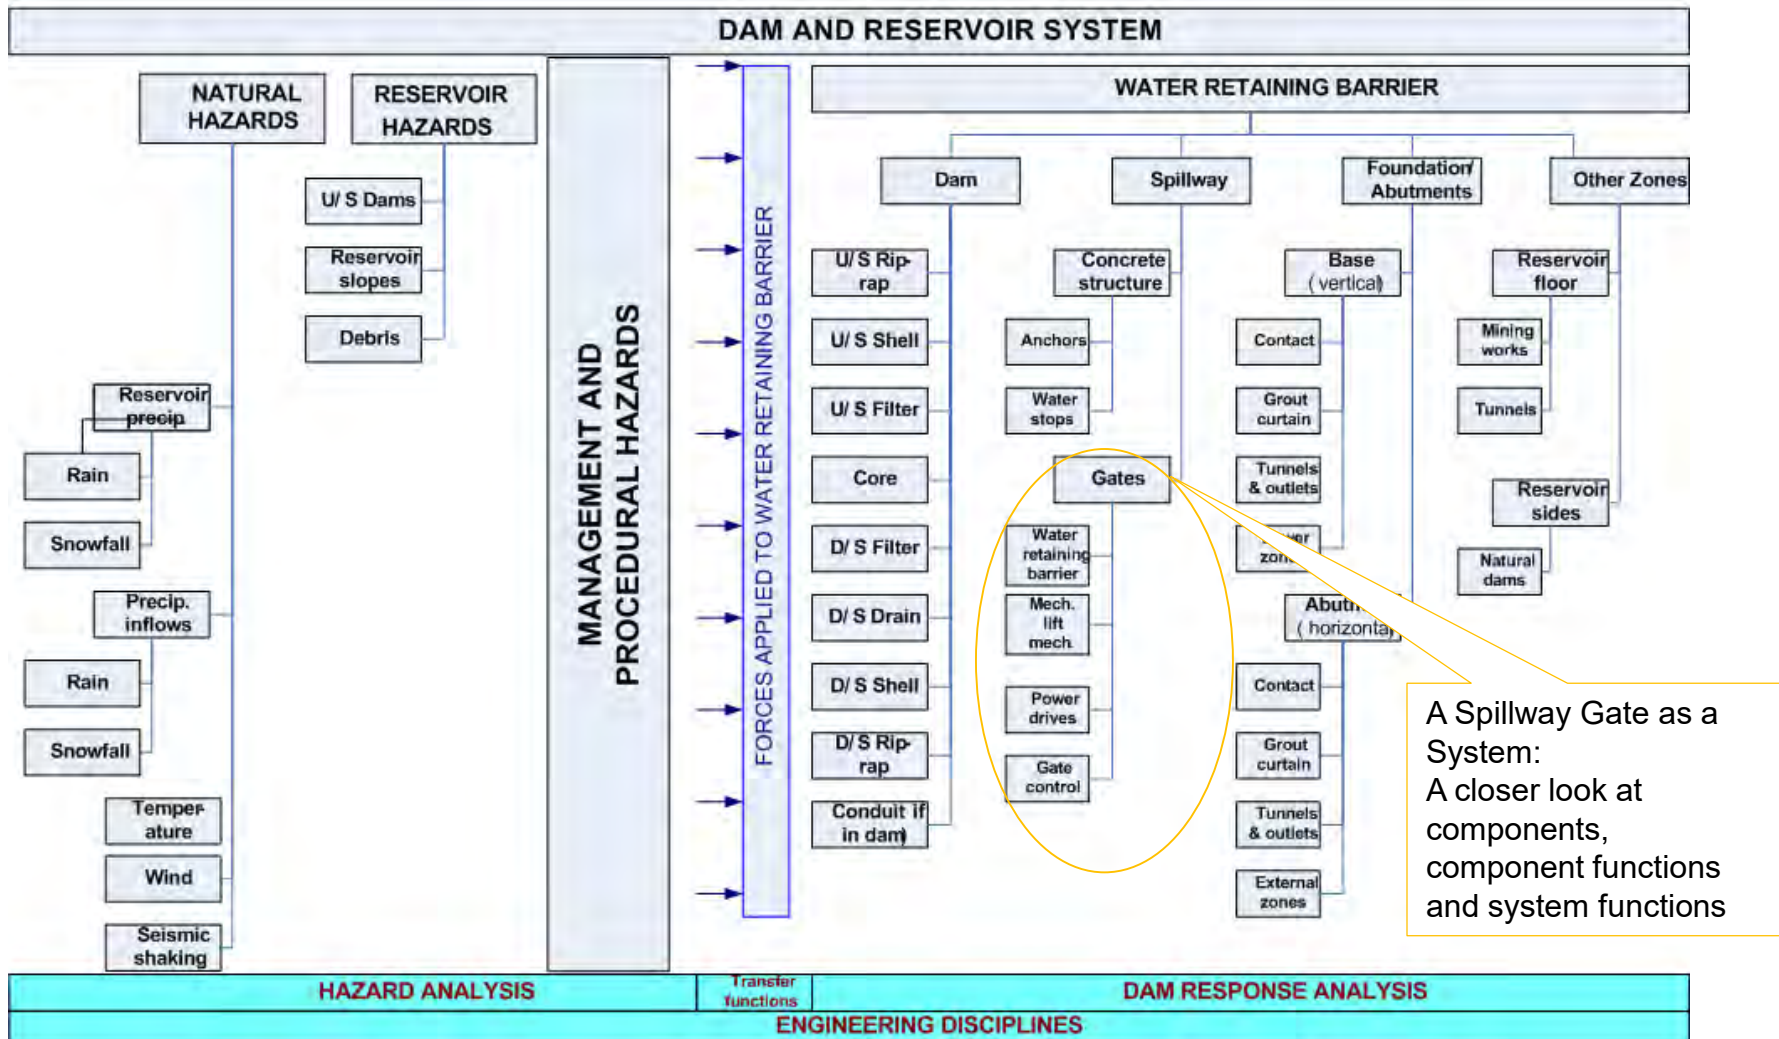 DAM AND RESERVOIR SYSTEM
NATURAL
HAZARDS
RESERVOIR
HAZARDS
U/S Dams
Reservoir
slopes
Debris
Reservoir
precip.
Rain
Snowfall
Precip.
inflows
Rain
Snowfall
Temper-
ature
Wind
Seismic
shaking
MANAGEMENT AND
PROCEDURAL HAZARDS
FORCES APPLIED TO WATER RETAINING BARRIER
WATER RETAINING BARRIER
Dam
U/S Rip-
rap
U/S Shell
U/S Filter
Core
D/S Filter
D/S Drain
D/S Shell
D/S Rip-
rap
Conduit if
in dam)
Spillway
Concrete
structure
Anchors
Water
stops
Gates
Water
retaining
barrier
Mech.
lift
mech.
Power
drives
Gate
control
Foundation/
Abutments
Base
(vertical)
Contact
Grout
curtain
Tunnels
& outlets
(horizontal)
Contact
Grout
curtain
Tunnels
& outlets
External
zones
Other Zones
Reservoir
floor
Mining
works
Tunnels
Reservoir
sides
Natural
dams
A Spillway Gate as a
System:
A closer look at
components,
component functions
and system functions
HAZARD ANALYSIS
Transfer
functions
DAM RESPONSE ANALYSIS
ENGINEERING DISCIPLINES